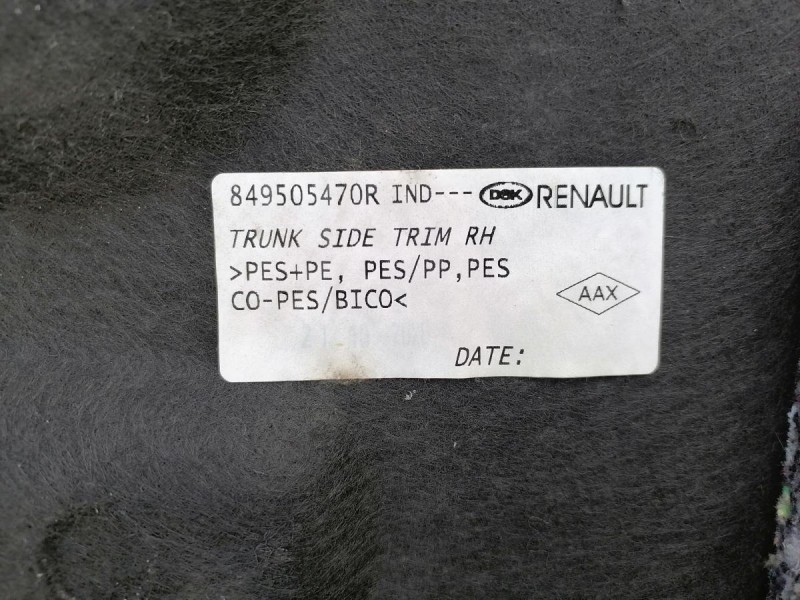 849505470R IND--- DSK RENAULT
TRUNK SIDE TRIM RH
>PES+PE, PES/PP,PES
CO-PES/BICO<
AAX
DATE: